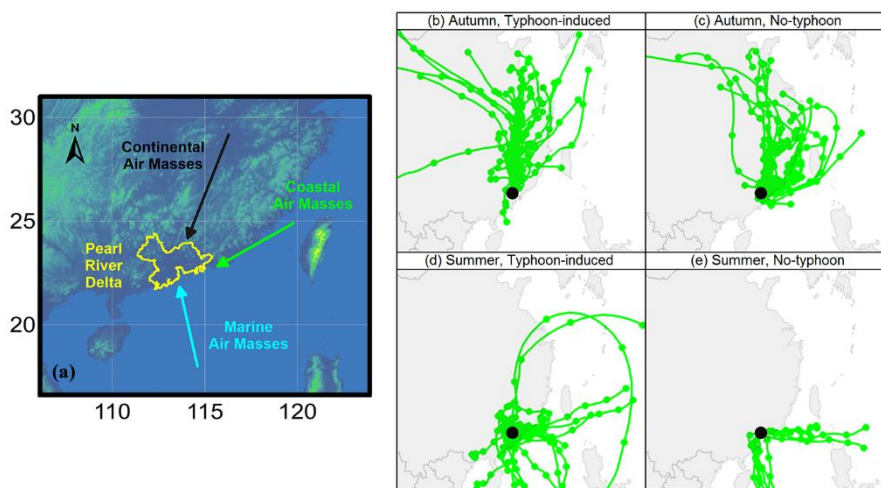 30
25
20
110
115
120
N
Continental
Air Masses
Coastal
Air Masses
Pearl
River
Delta
Marine
Air Masses
(a)
(b) Autumn, Typhoon-induced
(c) Autumn, No-typhoon
(d) Summer, Typhoon-induced
(e) Summer, No-typhoon